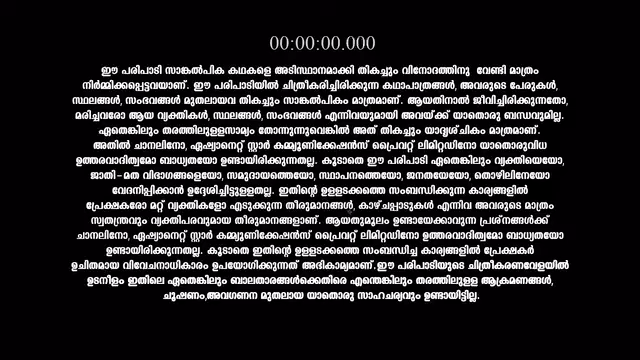 00:00:00.000
ഈ പരിപാടി സാങ്കൽപിക കഥകളെ അടിസ്ഥാനമാക്കി തികച്ചും വിനോദത്തിനു വേണ്ടി മാത്രം
നിർമ്മിക്കപ്പെട്ടവയാണ്. ഈ പരിപാടിയിൽ ചിത്രീകരിച്ചിരിക്കുന്ന കഥാപാത്രങ്ങൾ, അവരുടെ പേരുകൾ,
സ്ഥലങ്ങൾ, സംഭവങ്ങൾ മുതലായവ തികച്ചും സാങ്കൽപികം മാത്രമാണ്. ആയതിനാൽ ജീവിച്ചിരിക്കുന്നതോ,
മരിച്ചവരോ ആയ വ്യക്തികൾ, സ്ഥലങ്ങൾ, സംഭവങ്ങൾ എന്നിവയുമായി അവയ്ക്ക് യാതൊരു ബന്ധവുമില്ല.
ഏതെങ്കിലും തരത്തിലുളളസാമ്യം തോന്നുന്നുവെങ്കിൽ അത് തികച്ചും യാദൃശ്ചികം മാത്രമാണ്.
അതിൽ ചാനലിനോ, ഏഷ്യാനെറ്റ് സ്റ്റാർ കമ്മ്യൂണിക്കേഷൻസ് പ്രൈവറ്റ് ലിമിറ്റഡിനോ യാതൊരുവിധ
ഉത്തരവാദിത്വമോ ബാധ്യതയോ ഉണ്ടായിരിക്കുന്നതല്ല. കൂടാതെ ഈ പരിപാടി ഏതെങ്കിലും വ്യക്തിയെയോ,
ജാതി-മത വിഭാഗങ്ങളെയോ, സമുദായത്തെയോ, സ്ഥാപനത്തെയോ, ജനതയേയോ, തൊഴിലിനേയോ
വേദനിപ്പിക്കാൻ ഉദ്ദേശിച്ചിട്ടുളളതല്ല. ഇതിന്റെ ഉളളടക്കത്തെ സംബന്ധിക്കുന്ന കാര്യങ്ങളിൽ
പ്രേക്ഷകരോ മറ്റ് വ്യക്തികളോ എടുക്കുന്ന തീരുമാനങ്ങൾ, കാഴ്ചപ്പാടുകൾ എന്നിവ അവരുടെ മാത്രം
സ്വതന്ത്രവും വ്യക്തിപരവുമായ തീരുമാനങ്ങളാണ്. ആയതുമൂലം ഉണ്ടായേക്കാവുന്ന പ്രശ്നങ്ങൾക്ക്
ചാനലിനോ, ഏഷ്യാനെറ്റ് സ്റ്റാർ കമ്മ്യൂണിക്കേഷൻസ് പ്രൈവറ്റ് ലിമിറ്റഡിനോ ഉത്തരവാദിത്വമോ ബാധ്യതയോ
ഉണ്ടായിരിക്കുന്നതല്ല. കൂടാതെ ഇതിന്റെ ഉളളടക്കത്തെ സംബന്ധിച്ച കാര്യങ്ങളിൽ പ്രേക്ഷകർ
ഉചിതമായ വിവേചനാധികാരം ഉപയോഗിക്കുന്നത് അഭികാമ്യമാണ്.ഈ പരിപാടിയുടെ ചിത്രീകരണവേളയിൽ
ഉടനീളം ഇതിലെ ഏതെങ്കിലും ബാലതാരങ്ങൾക്കെതിരെ എന്തെങ്കിലും തരത്തിലുളള ആക്രമണങ്ങൾ,
ചൂഷണം,അവഗണന മുതലായ യാതൊരു സാഹചര്യവും ഉണ്ടായിട്ടില്ല.